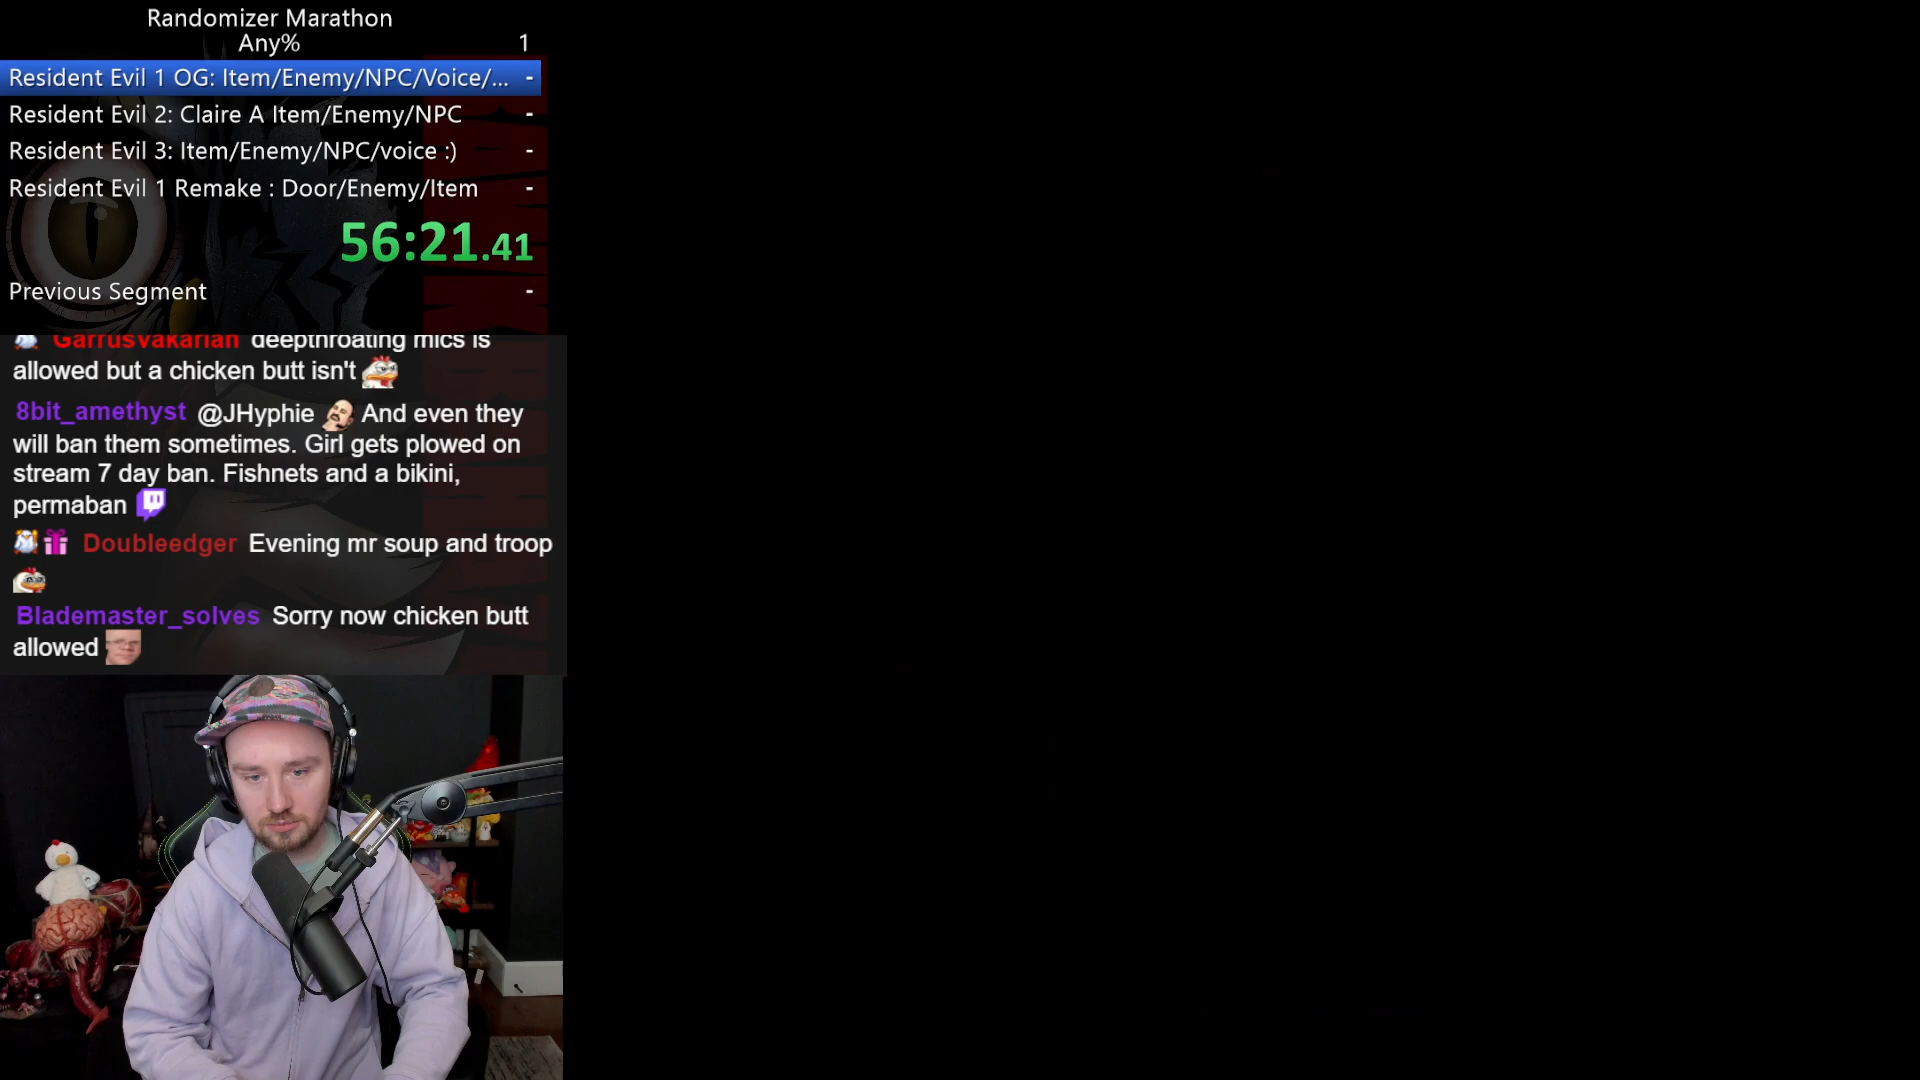 Randomizer Marathon
Any% 1
Resident Evil 1 OG: Item/Enemy/NPC/Voice/... -
Resident Evil 2: Claire A Item/Enemy/NPC -
Resident Evil 3: Item/Enemy/NPC/voice :) -
Resident Evil 1 Remake : Door/Enemy/Item -
56:21.41
Previous Segment -
GarrusVakarian deepthroating mics is
allowed but a chicken butt isn't
8bit_amethyst @JHyphie And even they
will ban them sometimes. Girl gets plowed on
stream 7 day ban. Fishnets and a bikini,
permaban
Doubleedger Evening mr soup and troop
Blademaster_solves Sorry now chicken butt
allowed